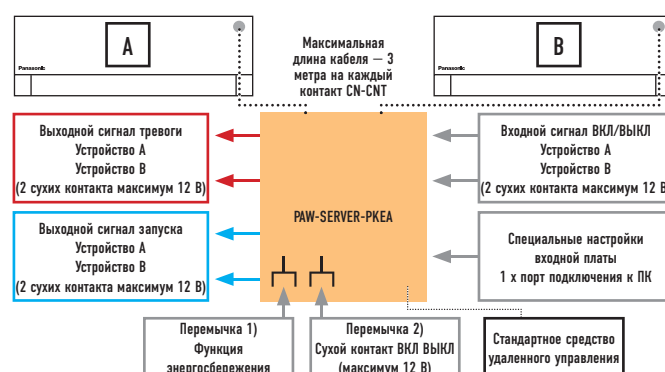 A
B
Panasonic
Panasonic
Максимальная
длина кабеля — 3
метра на каждый
контакт CN-CNT
Выходной сигнал тревоги
Устройство А
Устройство В
(2 сухих контакта максимум 12 В)
Входной сигнал ВКЛ/ВЫКЛ
Устройство А
Устройство В
(2 сухих контакта максимум 12 В)
PAW-SERVER-PKEA
Выходной сигнал запуска
Устройство А
Устройство В
(2 сухих контакта максимум 12 В)
Специальные настройки
входной платы
1 x порт подключения к ПК
Перемычка 1)
Функция
энергосбережения
Перемычка 2)
Сухой контакт ВКЛ ВЫКЛ
(максимум 12 В)
Стандартное средство
удаленного управления